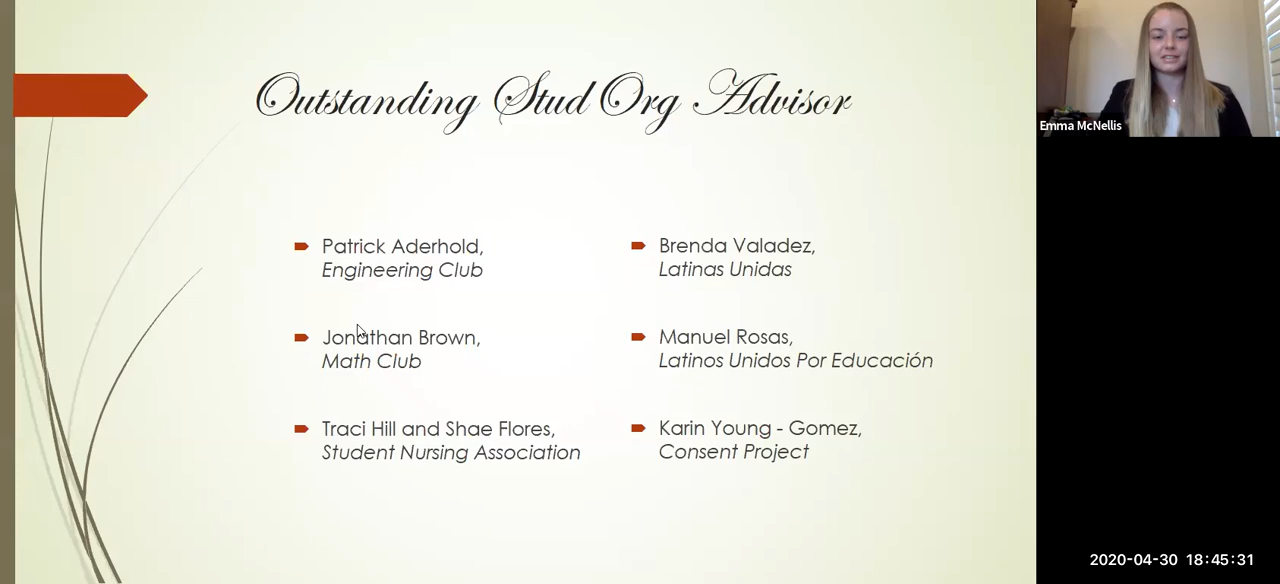 Outstanding Stud Org Advisor
Patrick Aderhold,
Engineering Club
Jonathan Brown,
Math Club
Traci Hill and Shae Flores,
Student Nursing Association
Brenda Valadez,
Latinas Unidas
Manuel Rosas,
Latinos Unidos Por Educación
Karin Young - Gomez,
Consent Project
Emma McNellis
2020-04-30 18:45:31